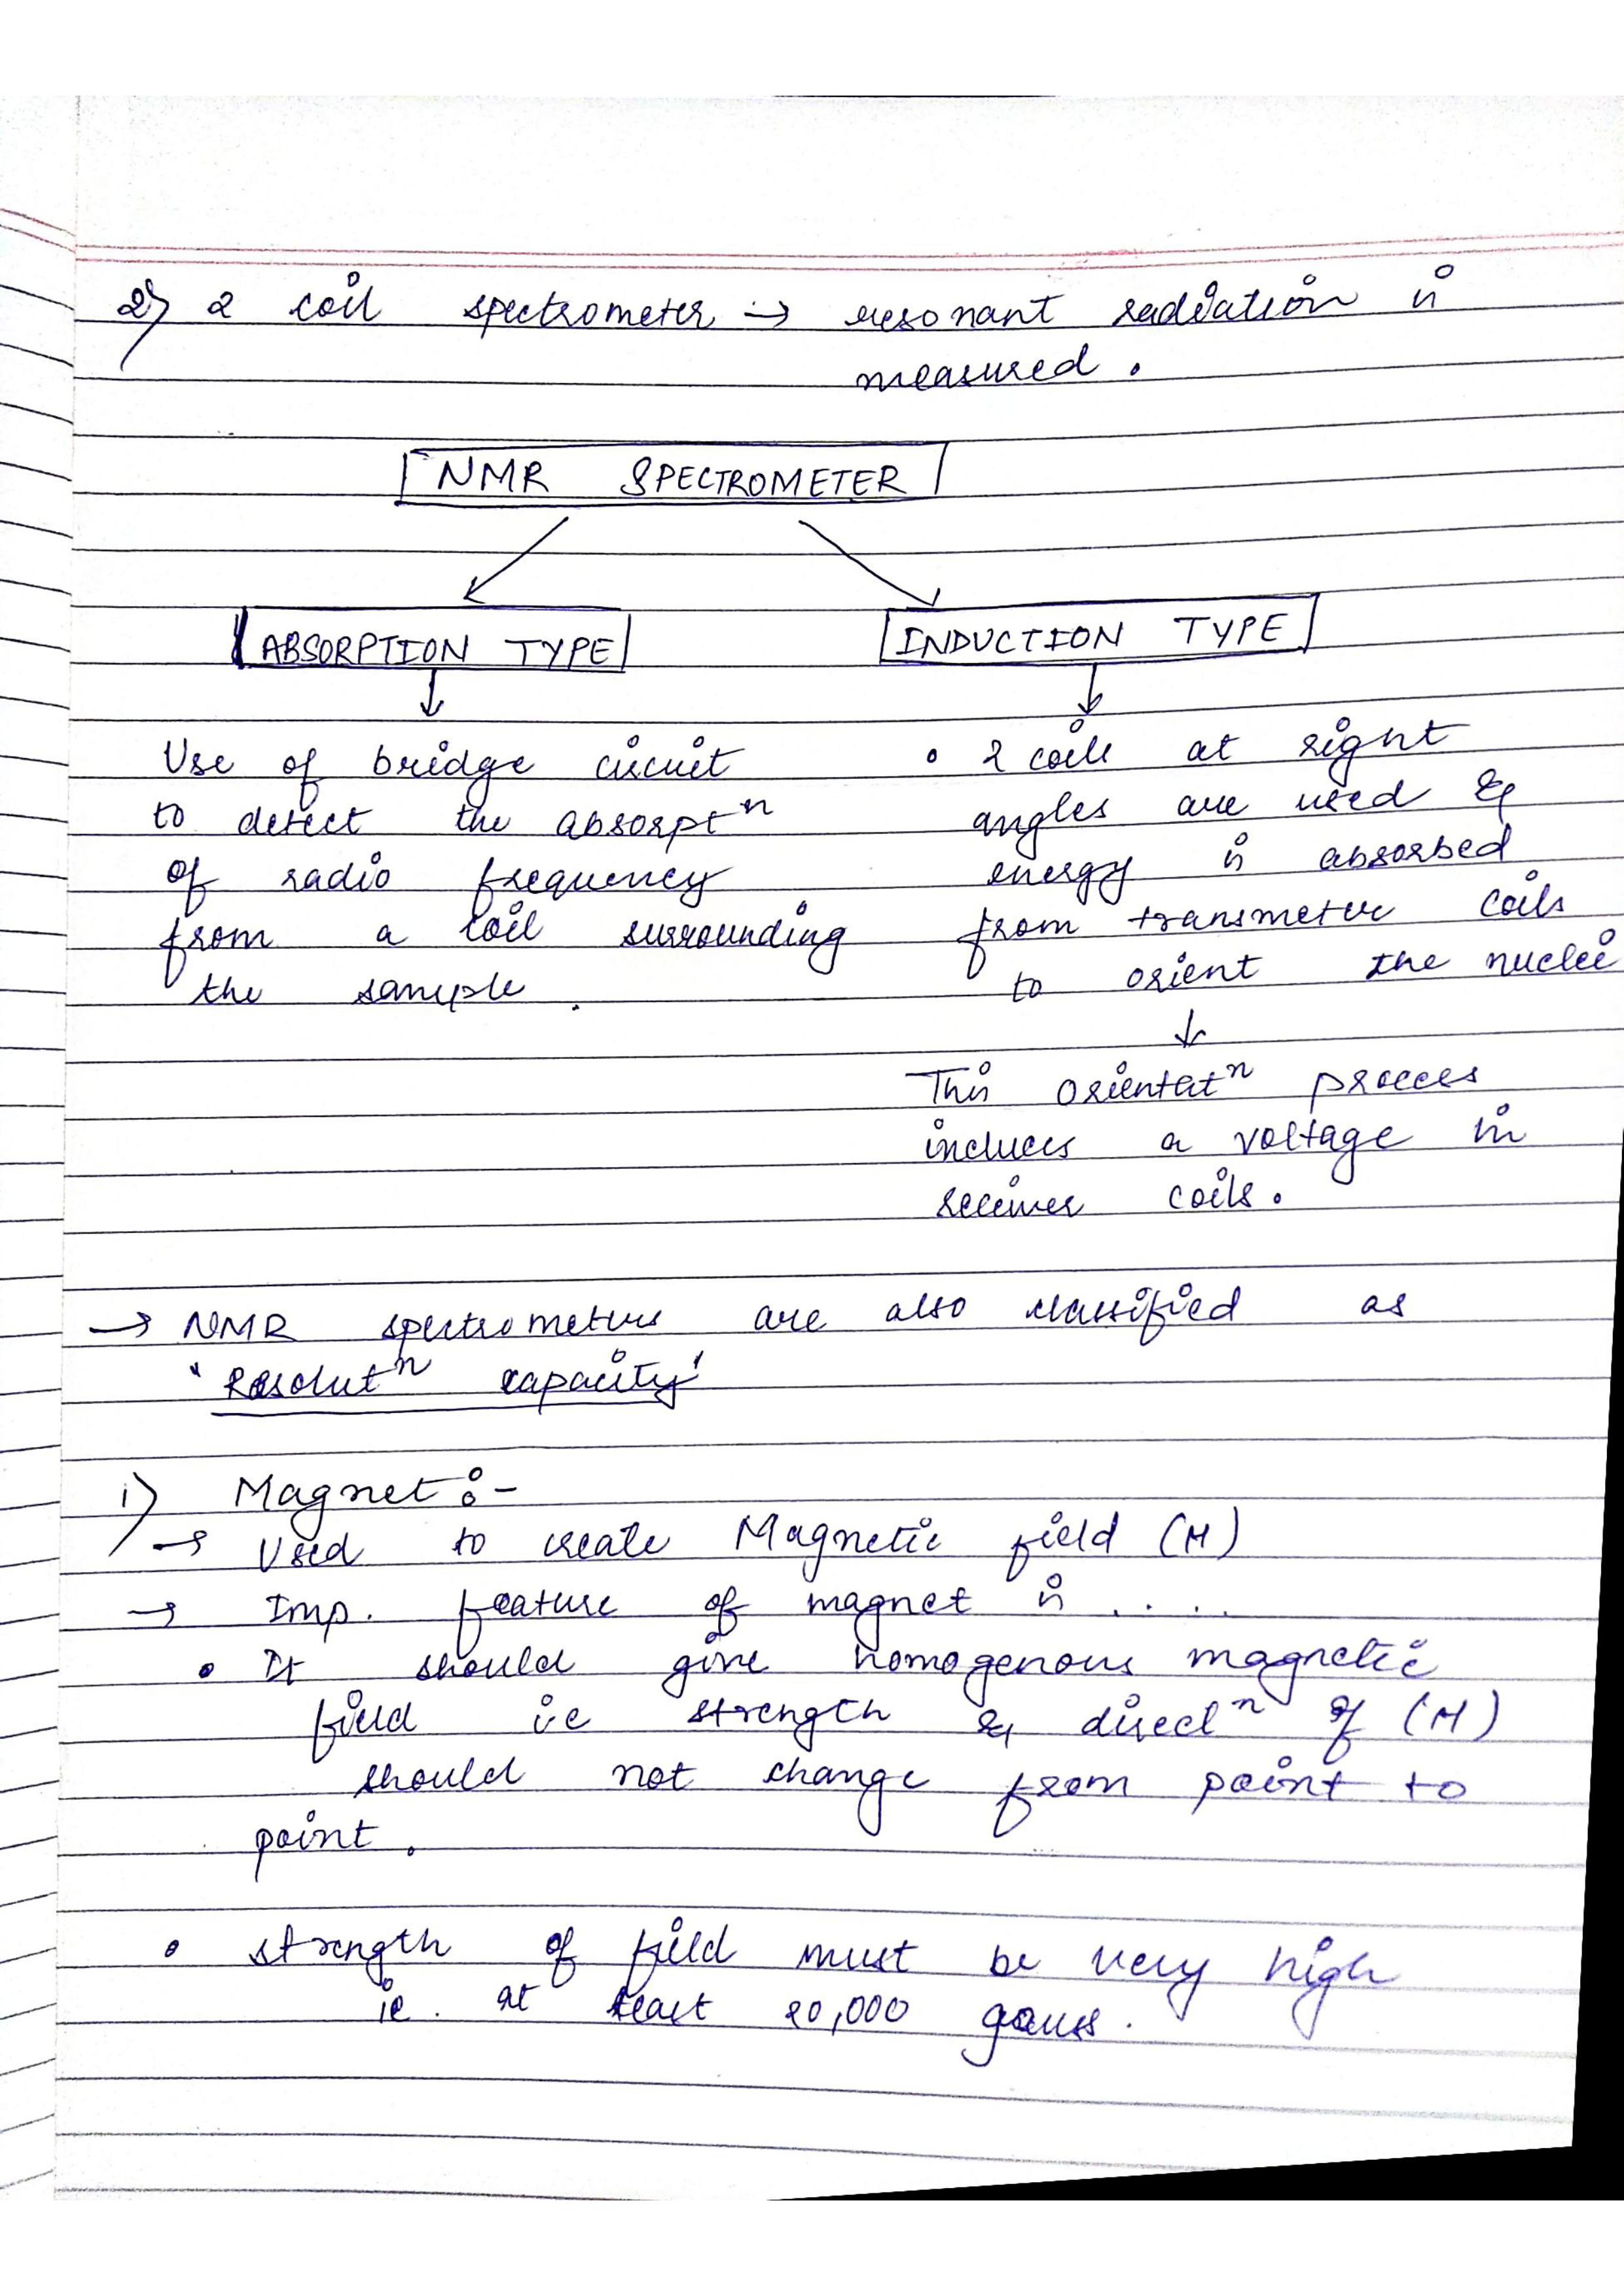 2) 2 coil spectrometer → resonant radiation is
measured.
NMR SPECTROMETER
ABSORPTION TYPE
↓
Use of bridge circuit
to detect the absorptⁿ
of radio frequency
from a coil surrounding
the sample.
INDUCTION TYPE
↓
• 2 coils at right
angles are used &
energy is absorbed
from transmeter coils
to orient the nuclei
↓
This orientatⁿ process
induces a voltage in
receiver coils.
→ NMR spectrometers are also classified as
'Resolutⁿ capacity'
i) Magnet :-
→ Used to create Magnetic field (H)
→ Imp. feature of magnet is ....
• It should give homogenous magnetic
field ie strength & directⁿ of (H)
should not change from point to
point.
• strength of field must be very high
ie. at least 20,000 gauss.